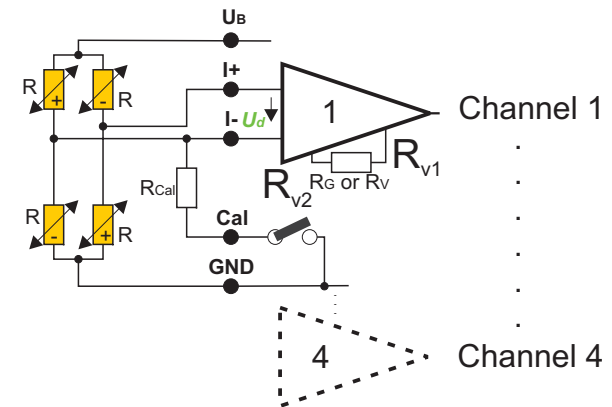 UB
I+
R
+
-
R
I- Ud
1
Channel 1
Rv1
RG or RV
Rv2
RCal
R
-
+
R
Cal
GND
4
Channel 4